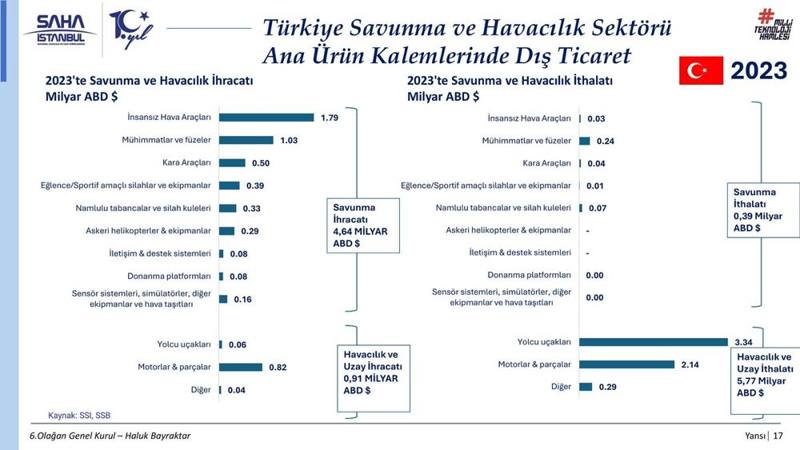 SAHA
İSTANBUL
10. yıl
Türkiye Savunma ve Havacılık Sektörü
Ana Ürün Kalemlerinde Dış Ticaret
#MİLLİ
TEKNOLOJİ
HAMLESİ
2023
2023'te Savunma ve Havacılık İhracatı
Milyar ABD $
İnsansız Hava Araçları 1.79
Mühimmatlar ve füzeler 1.03
Kara Araçları 0.50
Eğlence/Sportif amaçlı silahlar ve ekipmanlar 0.39
Namlulu tabancalar ve silah kuleleri 0.33
Askeri helikopterler & ekipmanlar 0.29
İletişim & destek sistemleri 0.08
Donanma platformları 0.08
Sensör sistemleri, simülatörler, diğer
ekipmanlar ve hava taşıtları 0.16
Savunma
İhracatı
4,64 MİLYAR
ABD $
Yolcu uçakları 0.06
Motorlar & parçalar 0.82
Diğer 0.04
Havacılık ve
Uzay İhracatı
0,91 MİLYAR
ABD $
2023'te Savunma ve Havacılık İthalatı
Milyar ABD $
İnsansız Hava Araçları 0.03
Mühimmatlar ve füzeler 0.24
Kara Araçları 0.04
Eğlence/Sportif amaçlı silahlar ve ekipmanlar 0.01
Namlulu tabancalar ve silah kuleleri 0.07
Askeri helikopterler & ekipmanlar -
İletişim & destek sistemleri -
Donanma platformları 0.00
Sensör sistemleri, simülatörler, diğer
ekipmanlar ve hava taşıtları 0.00
Savunma
İthalatı
0,39 Milyar
ABD $
Yolcu uçakları 3.34
Motorlar & parçalar 2.14
Diğer 0.29
Havacılık ve
Uzay İthalatı
5,77 Milyar
ABD $
Kaynak: SSI, SSB
6.Olağan Genel Kurul – Haluk Bayraktar
Yansı | 17